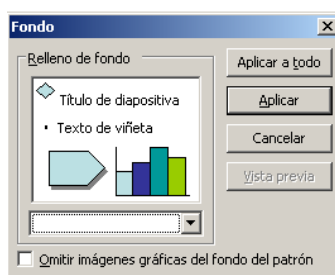 Fondo
Relleno de fondo
Título de diapositiva
• Texto de viñeta
Aplicar a todo
Aplicar
Cancelar
Vista previa
Omitir imágenes gráficas del fondo del patrón